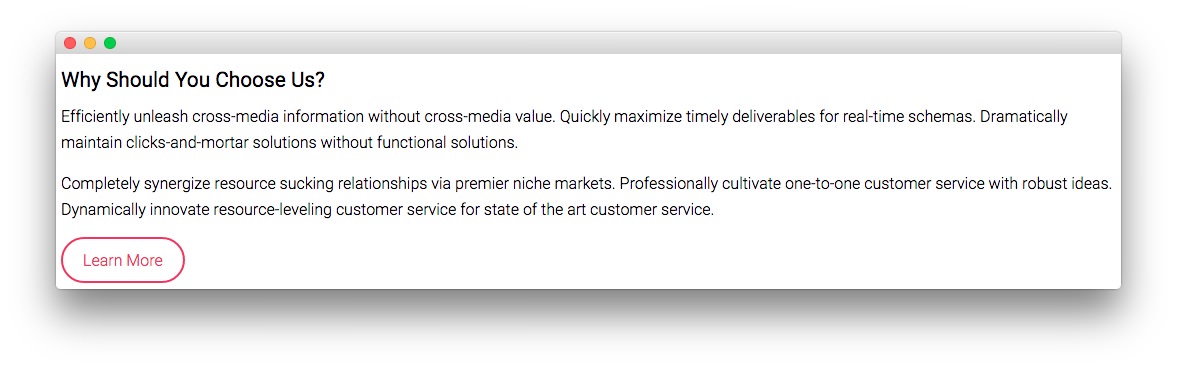 Why Should You Choose Us?
Efficiently unleash cross-media information without cross-media value. Quickly maximize timely deliverables for real-time schemas. Dramatically
maintain clicks-and-mortar solutions without functional solutions.
Completely synergize resource sucking relationships via premier niche markets. Professionally cultivate one-to-one customer service with robust ideas.
Dynamically innovate resource-leveling customer service for state of the art customer service.
Learn More